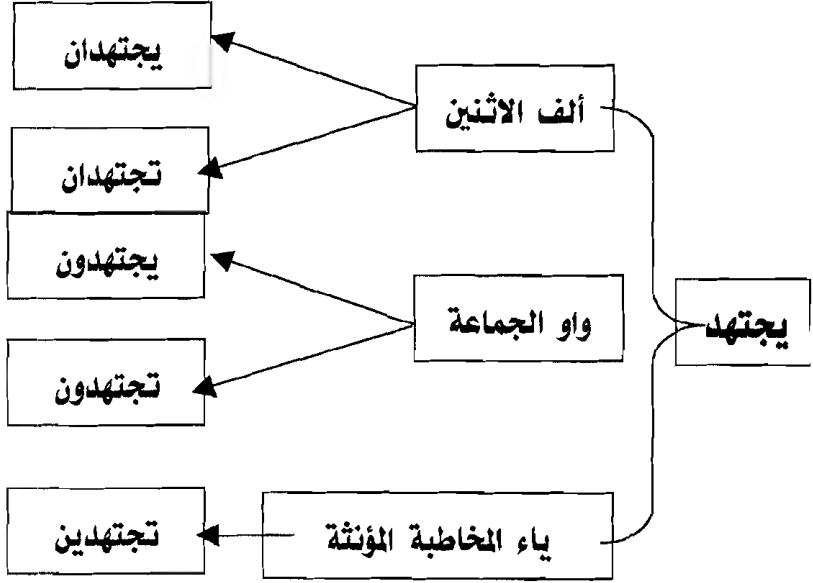 يجتهد
ألف الاثنين
يجتهدان
تجتهدان
واو الجماعة
يجتهدون
تجتهدون
ياء المخاطبة المؤنثة
تجتهدين